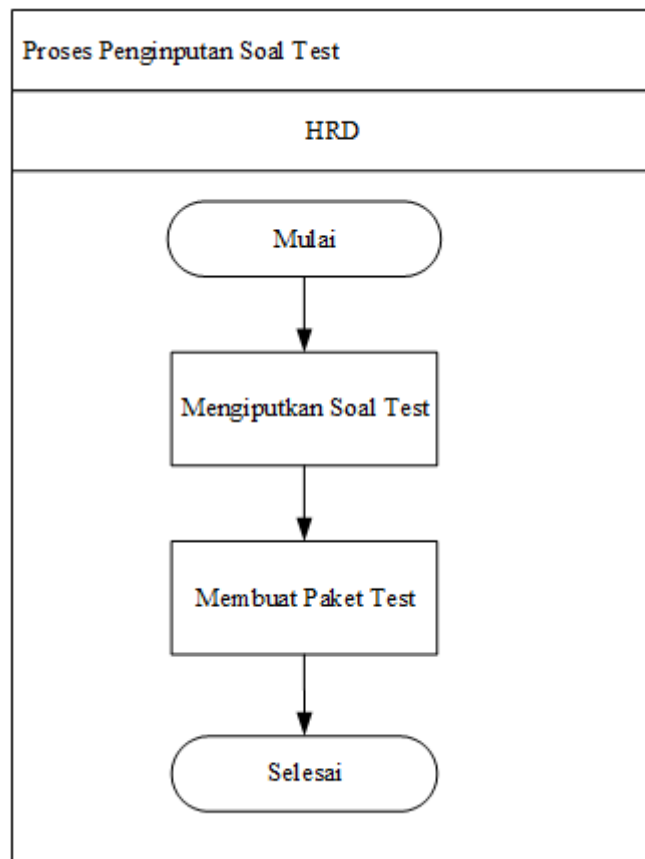 Proses Penginputan Soal Test
HRD
Mulai
Mengiputkan Soal Test
Membuat Paket Test
Selesai